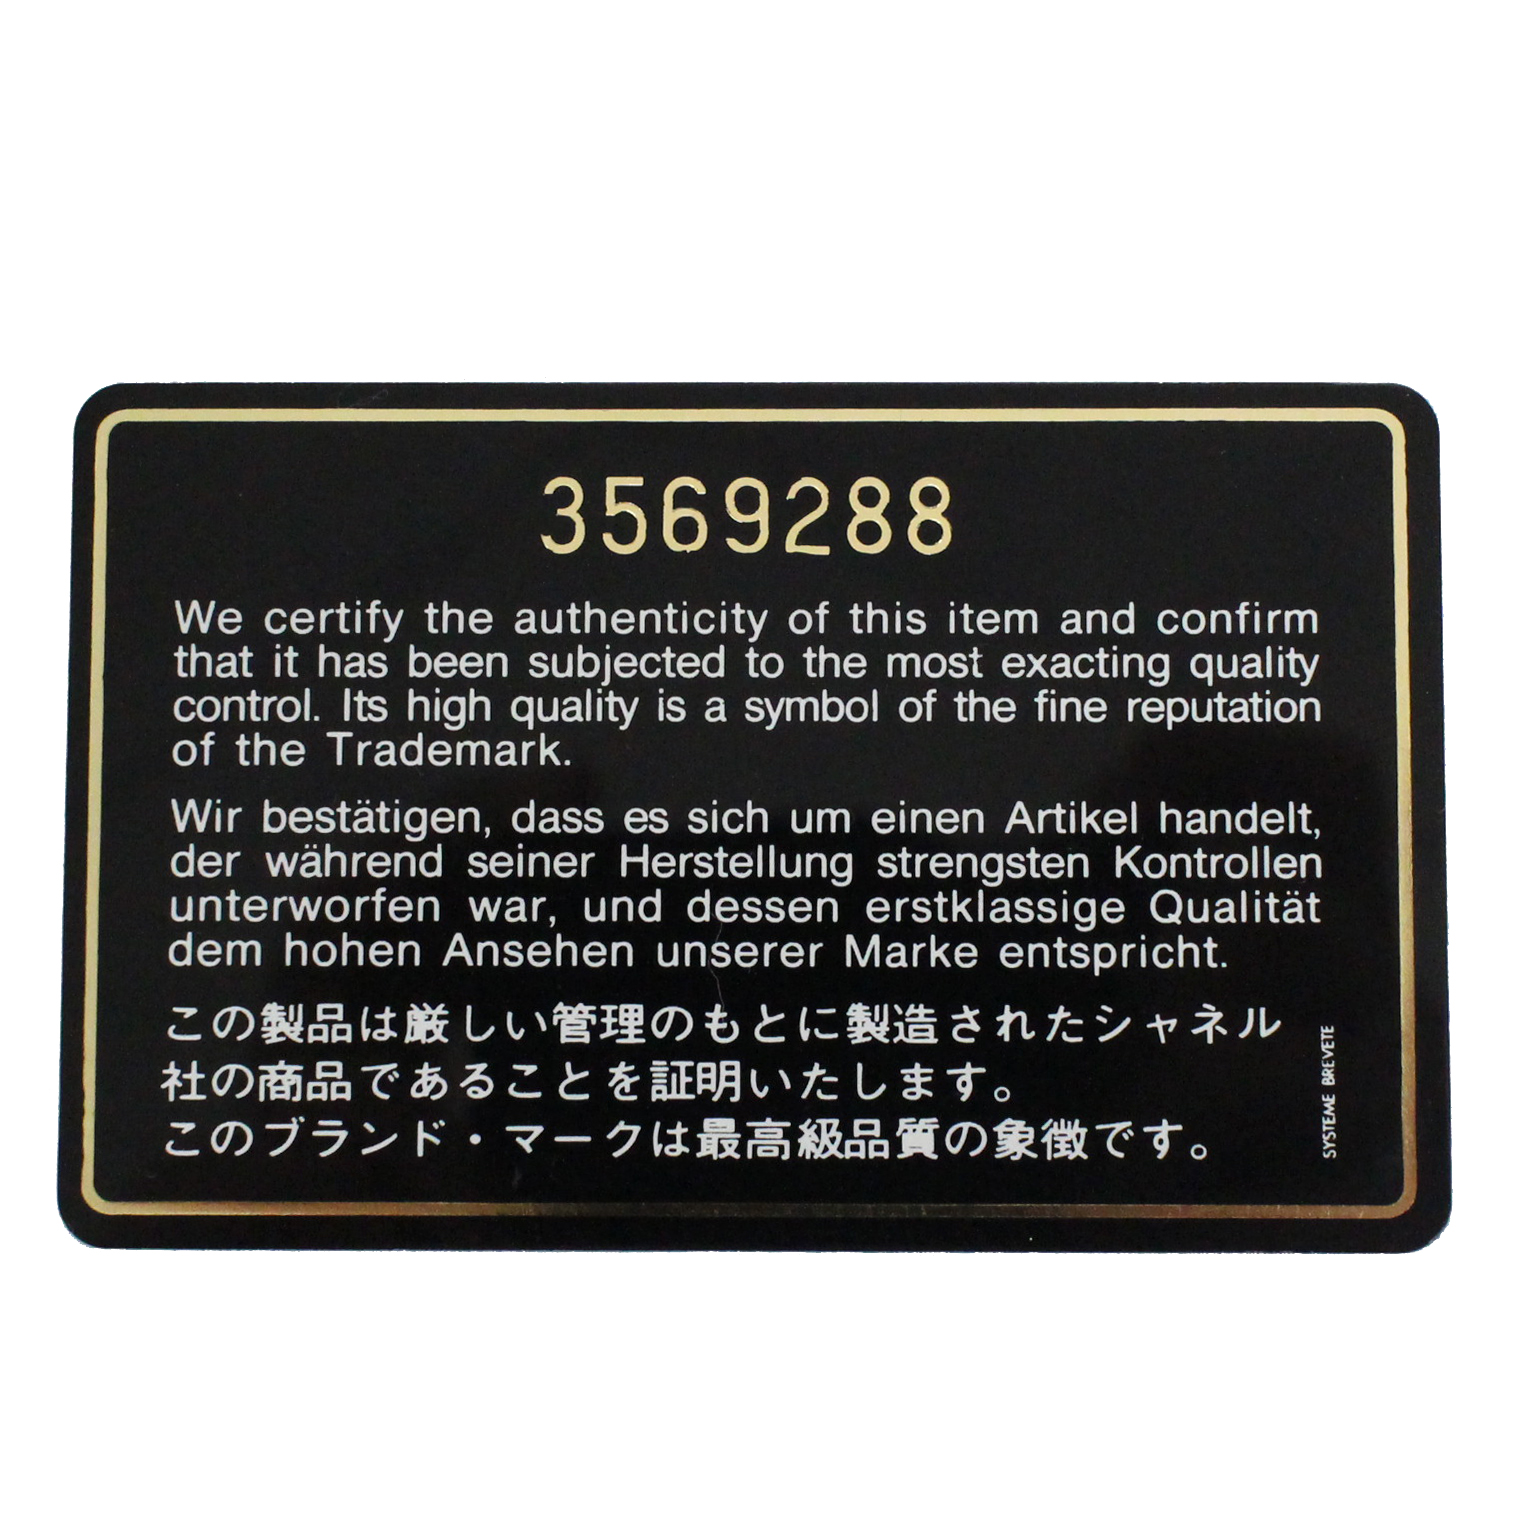 3569288
We certify the authenticity of this item and confirm
that it has been subjected to the most exacting quality
control. Its high quality is a symbol of the fine reputation
of the Trademark.
Wir bestätigen, dass es sich um einen Artikel handelt,
der während seiner Herstellung strengsten Kontrollen
unterworfen war, und dessen erstklassige Qualität
dem hohen Ansehen unserer Marke entspricht.
この製品は厳しい管理のもとに製造されたシャネル
社の商品であることを証明いたします。
このブランド・マークは最高級品質の象徴です。
SYSTEME BREVETE